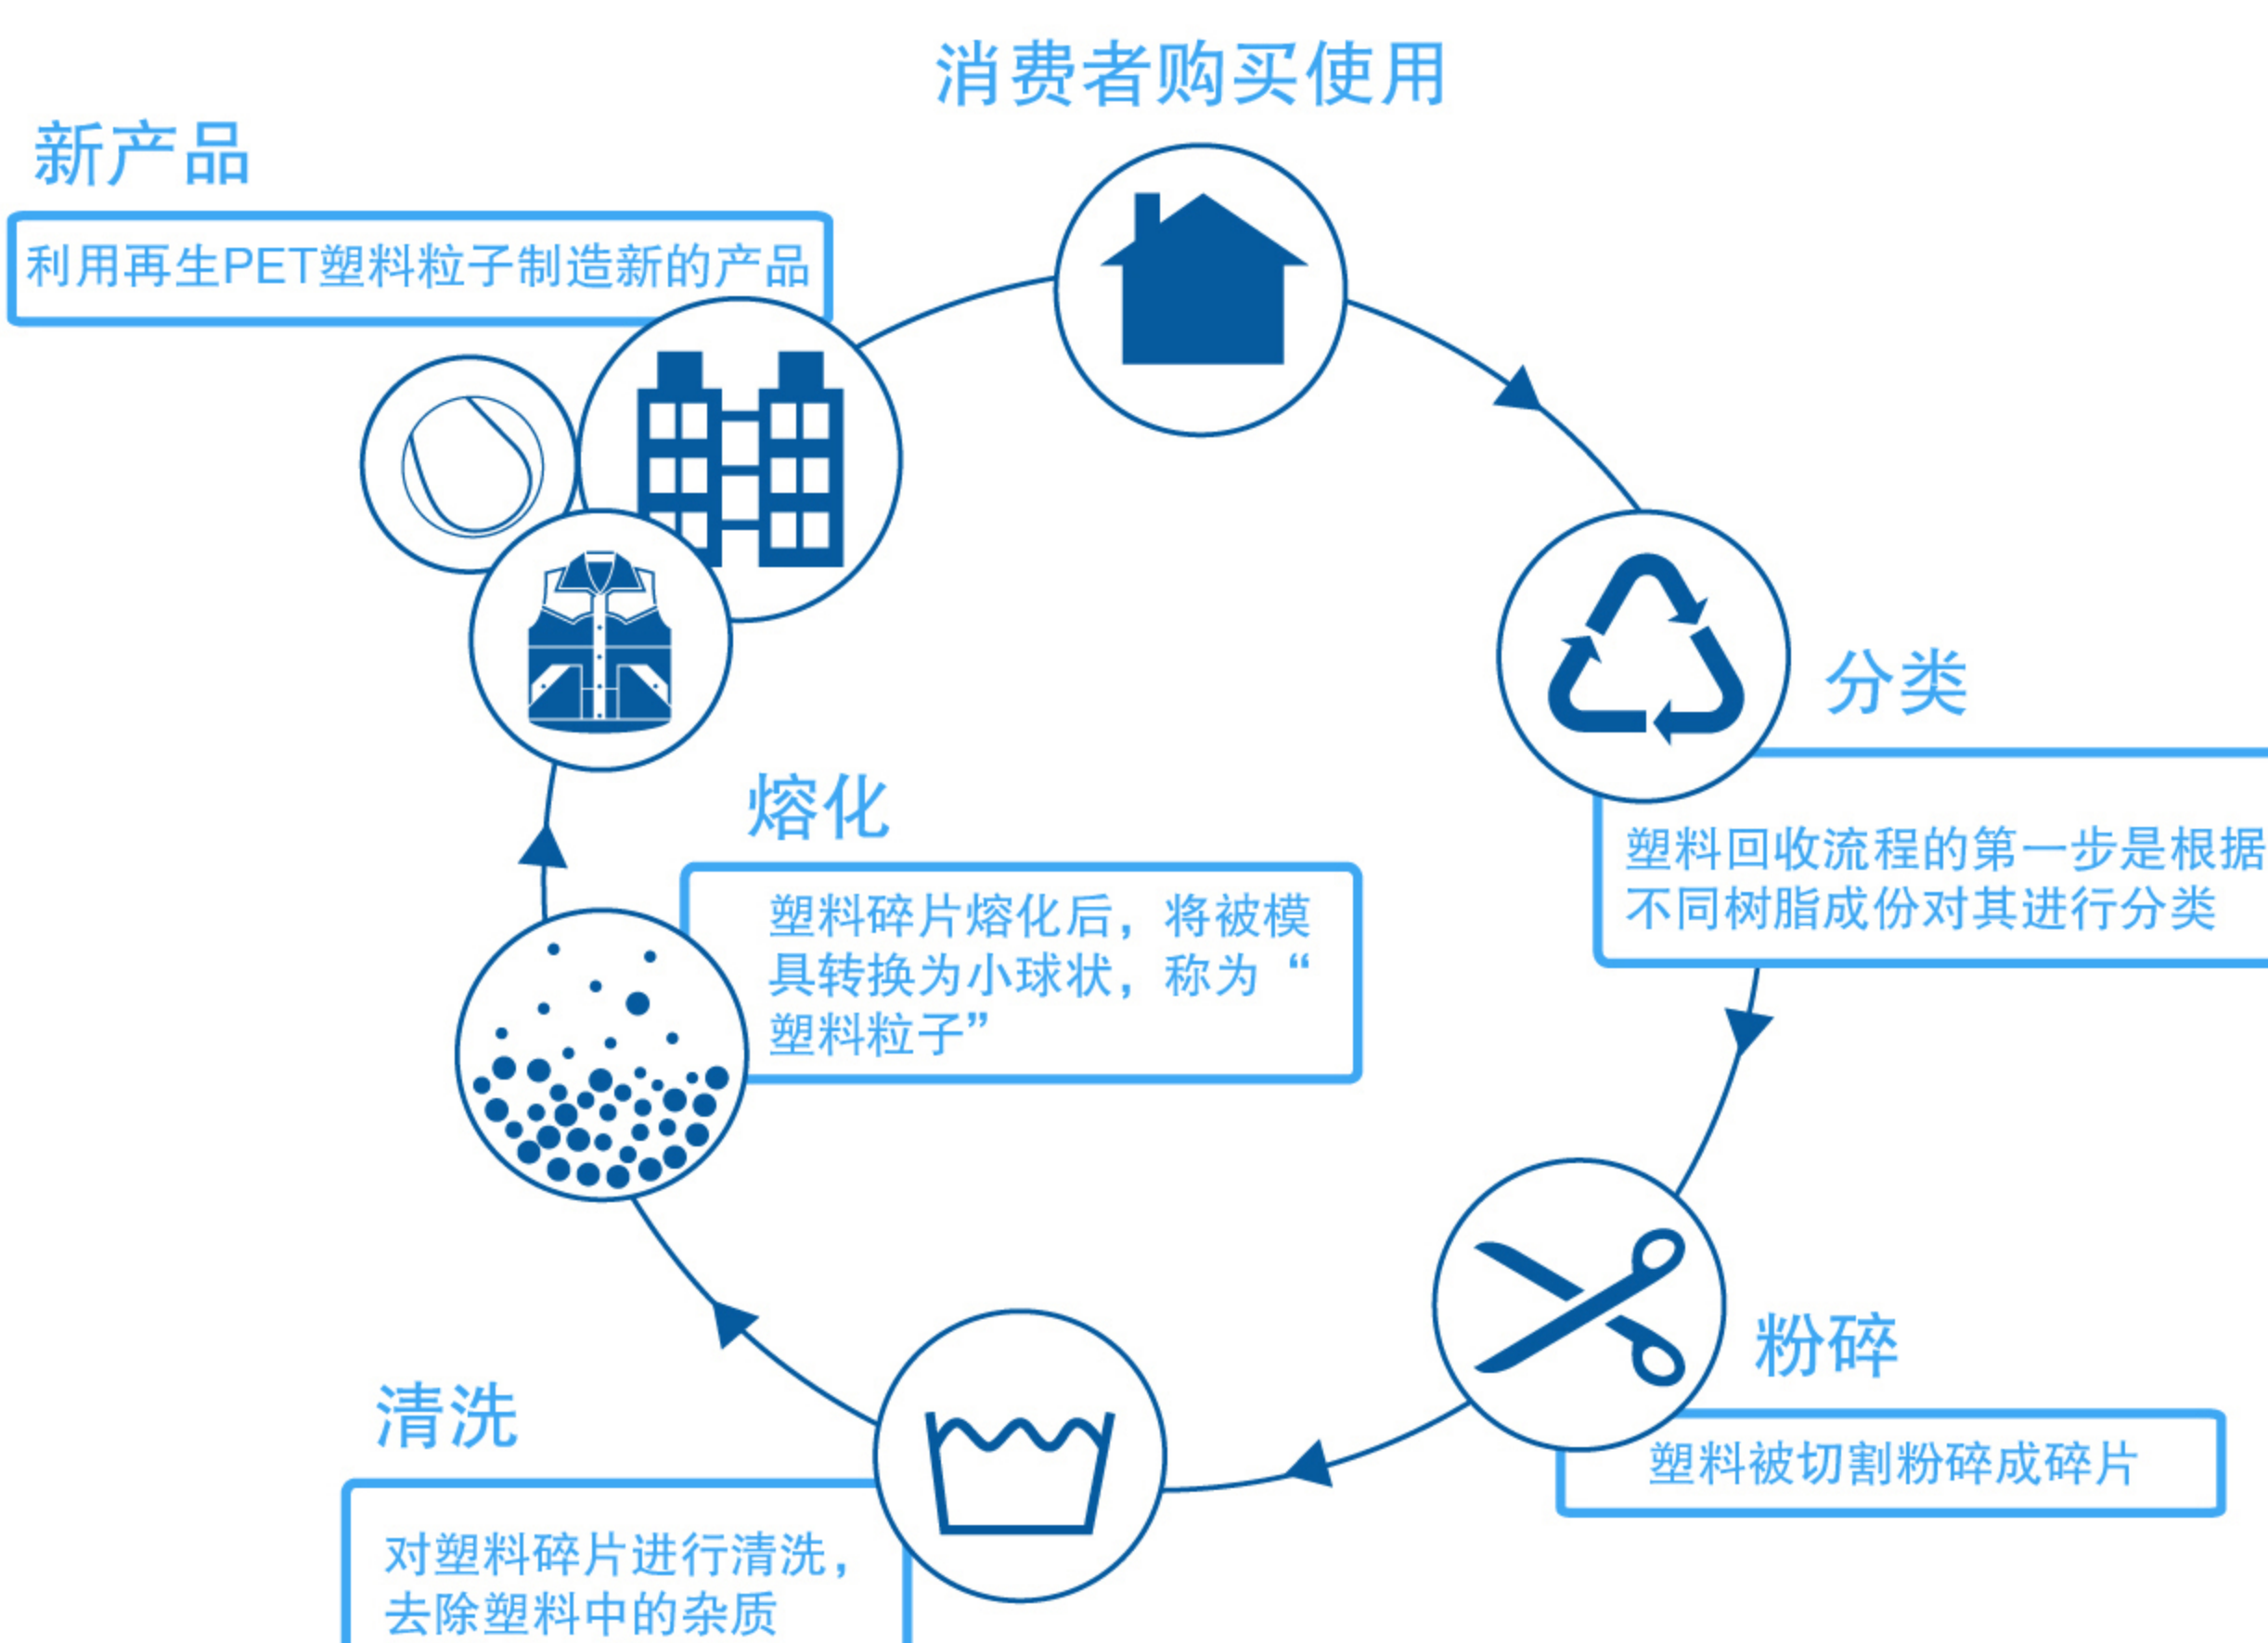 消费者购买使用
新产品
利用再生PET塑料粒子制造新的产品
分类
塑料回收流程的第一步是根据
不同树脂成份对其进行分类
熔化
塑料碎片熔化后，将被模
具转换为小球状，称为“
塑料粒子”
粉碎
塑料被切割粉碎成碎片
清洗
对塑料碎片进行清洗，
去除塑料中的杂质